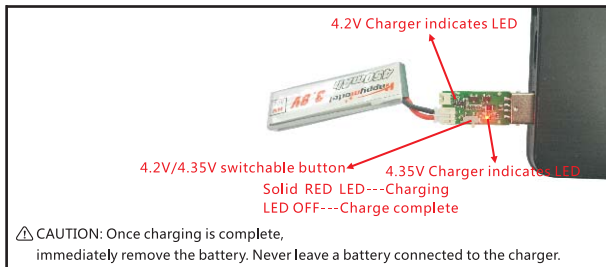 4.2V Charger indicates LED
Happymodel
3.8V
450mAh
4.2V/4.35V switchable button
4.35V Charger indicates LED
Solid RED LED---Charging
LED OFF---Charge complete
⚠ CAUTION: Once charging is complete,
immediately remove the battery. Never leave a battery connected to the charger.